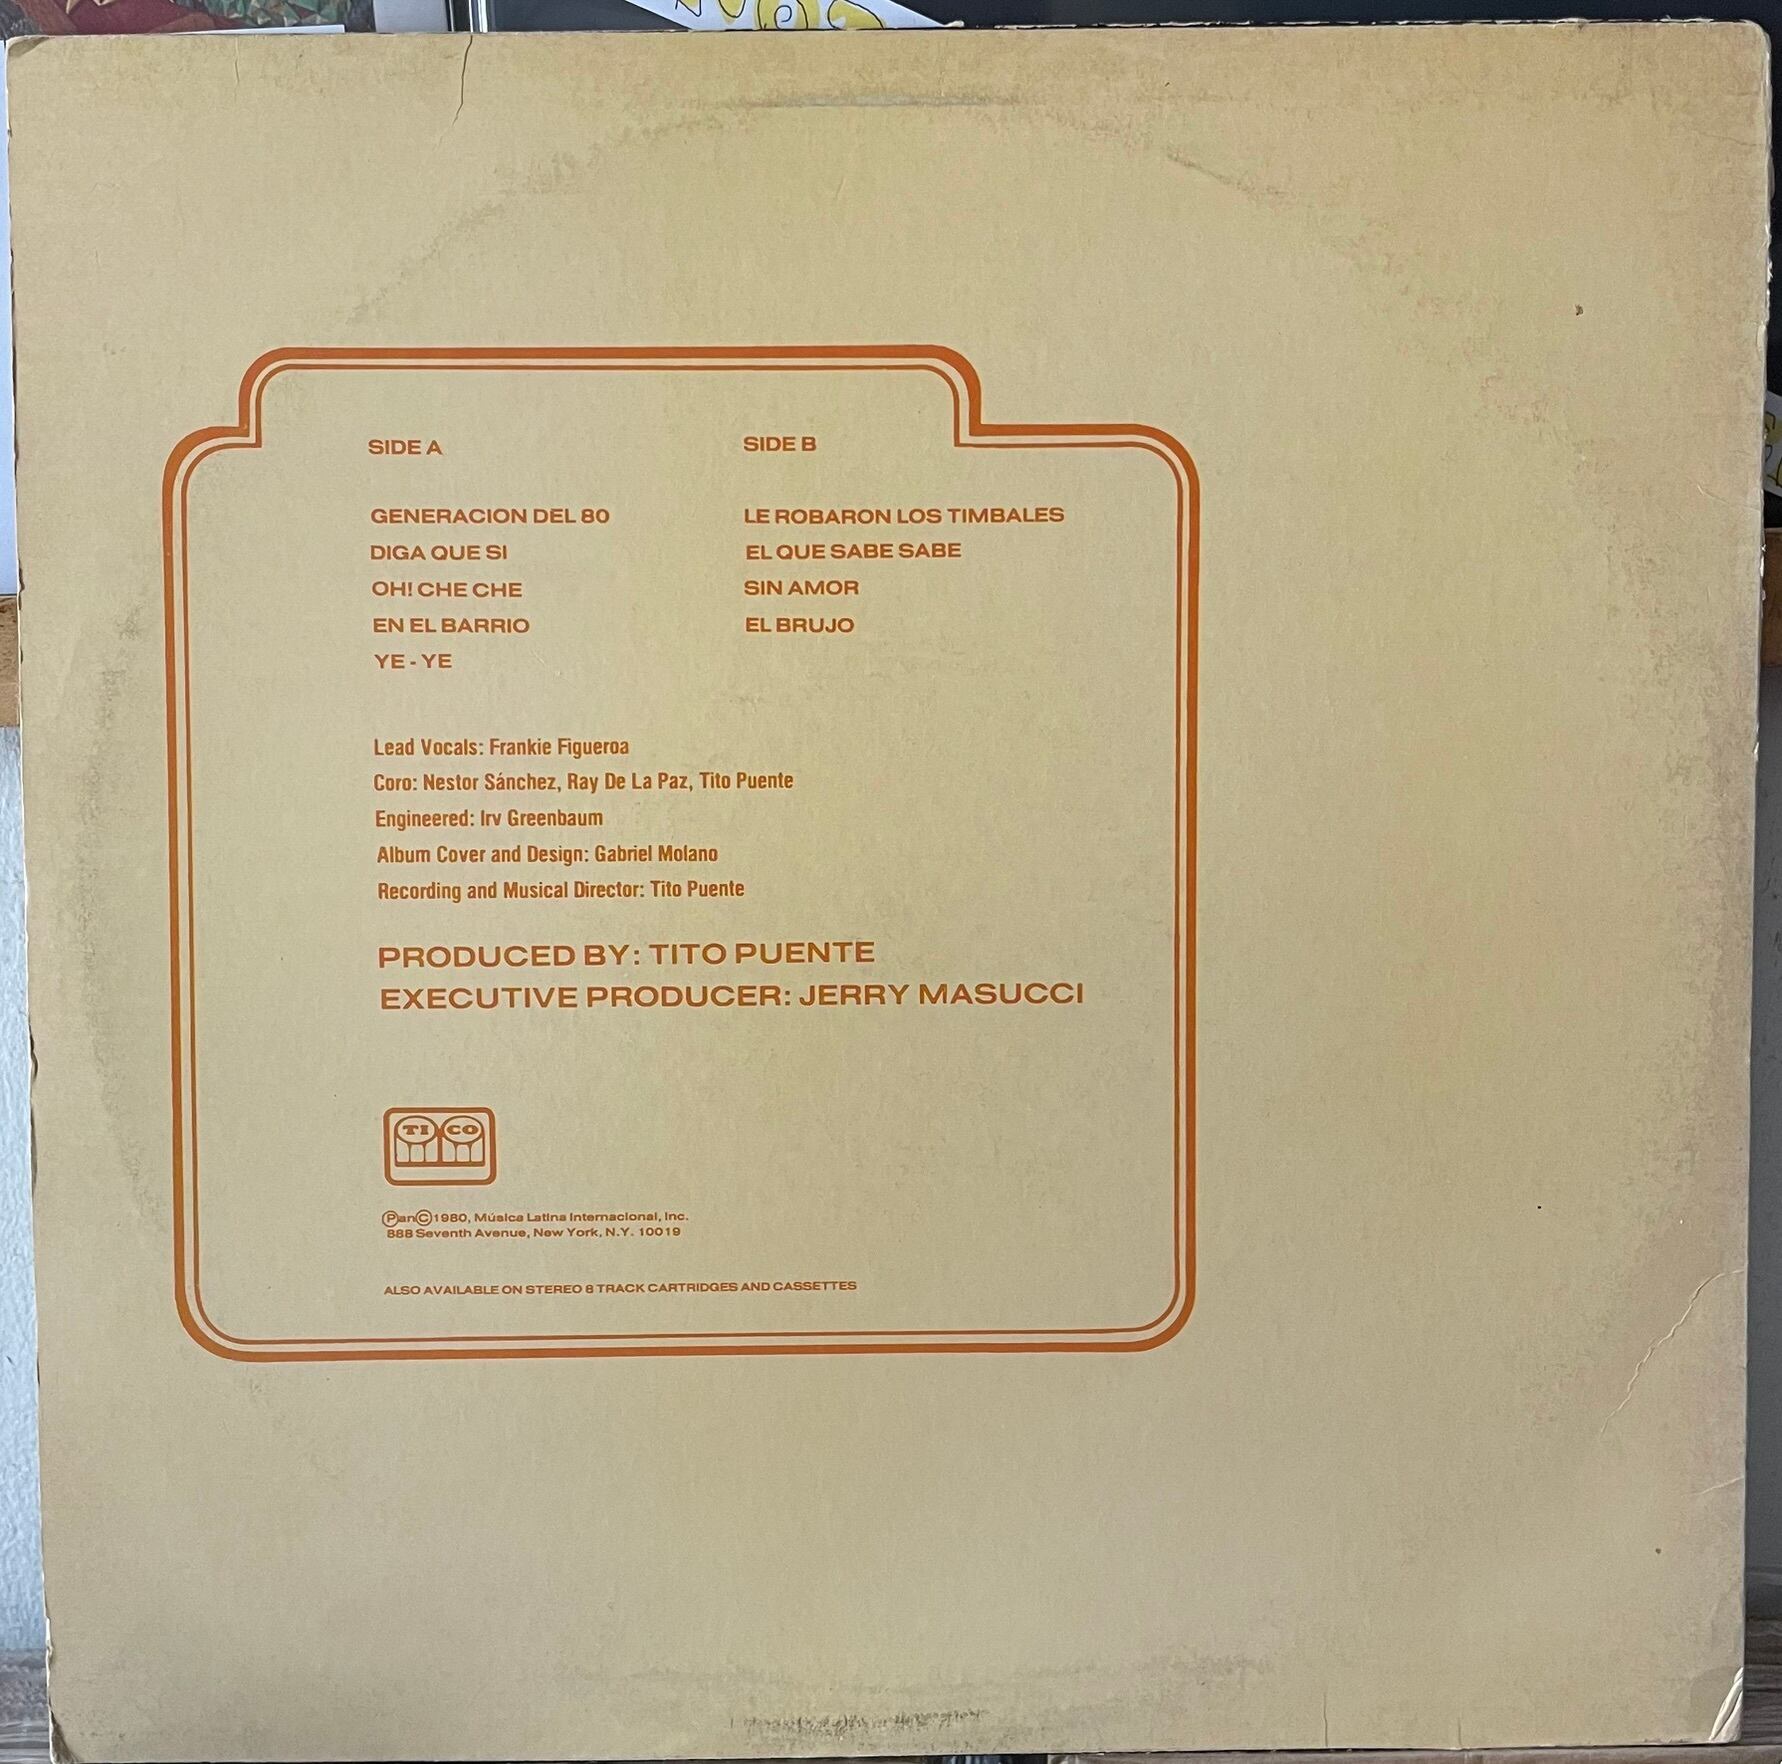 SIDE A
GENERACION DEL 80
DIGA QUE SI
OH! CHE CHE
EN EL BARRIO
YE - YE
SIDE B
LE ROBARON LOS TIMBALES
EL QUE SABE SABE
SIN AMOR
EL BRUJO
Lead Vocals: Frankie Figueroa
Coro: Nestor Sánchez, Ray De La Paz, Tito Puente
Engineered: Irv Greenbaum
Album Cover and Design: Gabriel Molano
Recording and Musical Director: Tito Puente
PRODUCED BY: TITO PUENTE
EXECUTIVE PRODUCER: JERRY MASUCCI
TICO
Ⓟan©1980, Música Latina Internacional, Inc.
888 Seventh Avenue, New York, N.Y. 10019
ALSO AVAILABLE ON STEREO 8 TRACK CARTRIDGES AND CASSETTES